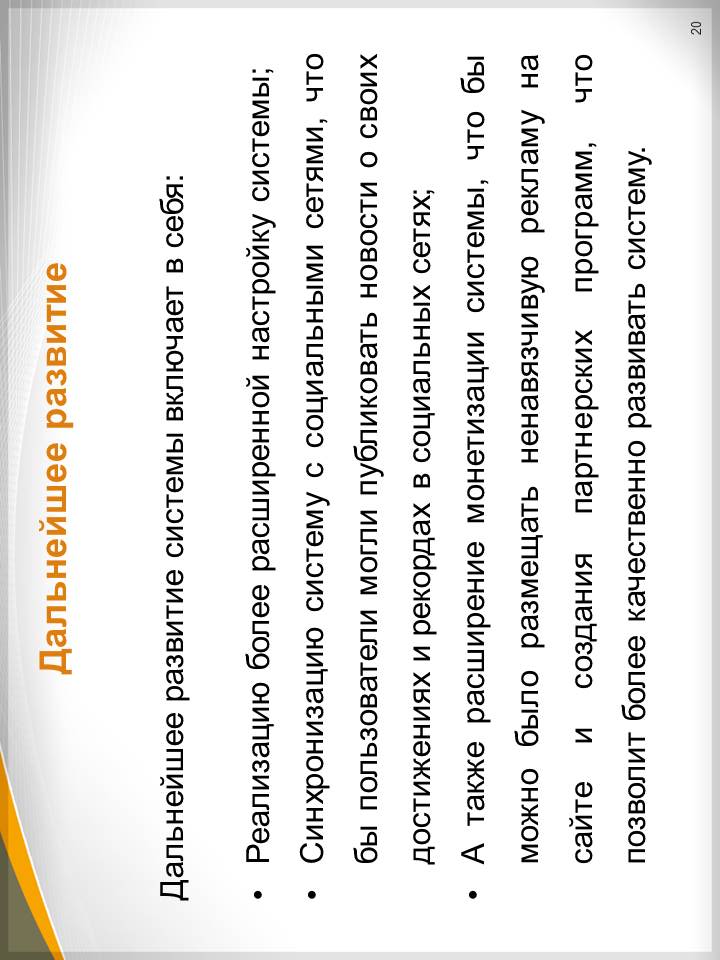 Дальнейшее развитие
Дальнейшее развитие системы включает в себя:
• Реализацию более расширенной настройку системы;
• Синхронизацию систему с социальными сетями, что
бы пользователи могли публиковать новости о своих
достижениях и рекордах в социальных сетях;
• А также расширение монетизации системы, что бы
можно было размещать ненавязчивую рекламу на
сайте и создания партнерских программ, что
позволит более качественно развивать систему.
20